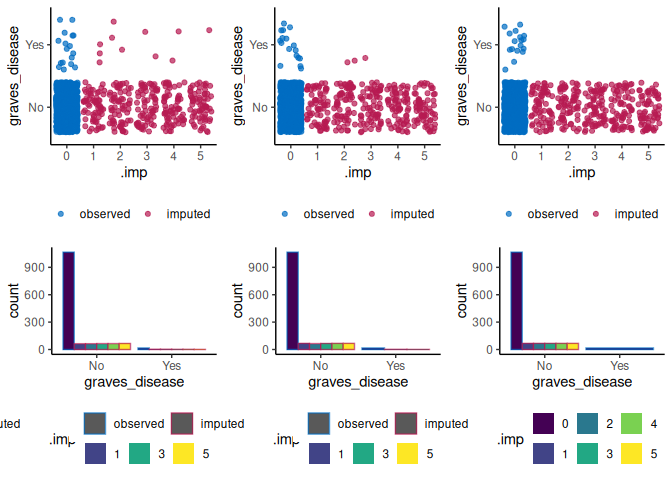 graves_disease
Yes
No
0 1 2 3 4 5
.imp
observed imputed
graves_disease
Yes
No
0 1 2 3 4 5
.imp
observed imputed
graves_disease
Yes
No
0 1 2 3 4 5
.imp
observed imputed
count
900
600
300
0
No Yes
graves_disease
count
900
600
300
0
No Yes
graves_disease
count
900
600
300
0
No Yes
graves_disease
uted
observed imputed
.imp
1 3 5
observed imputed
.imp
1 3 5
.imp
0 2 4
1 3 5